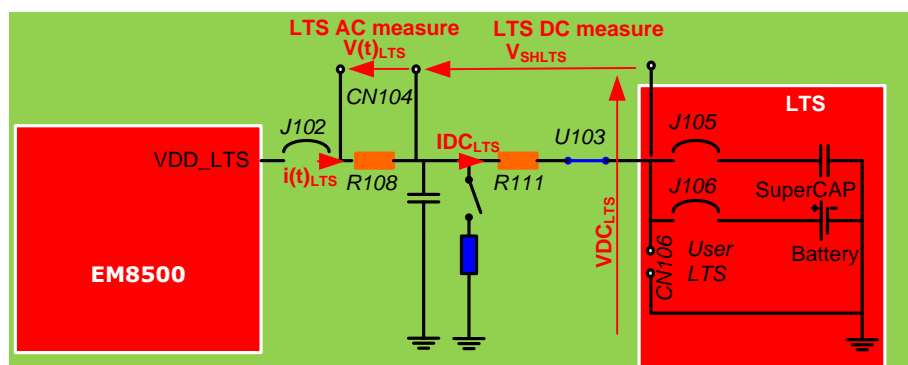 LTS AC measure
V(t)LTS
LTS DC measure
VSHLTS
CN104
LTS
J102
IDCLTS
U103
J105
VDD_LTS
i(t)LTS
R108
R111
SuperCAP
J106
VDCLTS
+ -
EM8500
CN106
User
LTS
Battery